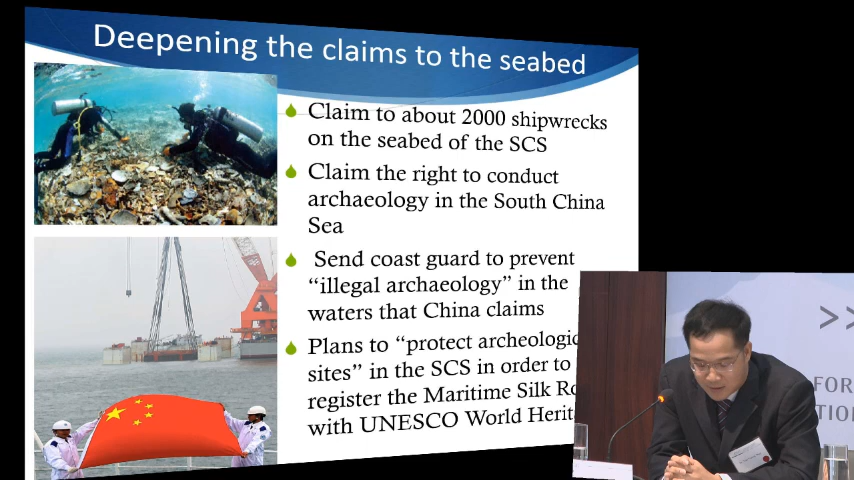 Deepening the claims to the seabed
Claim to about 2000 shipwrecks
on the seabed of the SCS
Claim the right to conduct
archaeology in the South China
Sea
Send coast guard to prevent
“illegal archaeology” in the
waters that China claims
Plans to “protect archeologic
sites” in the SCS in order to
register the Maritime Silk Ro
with UNESCO World Herit
>>
FOR
TION